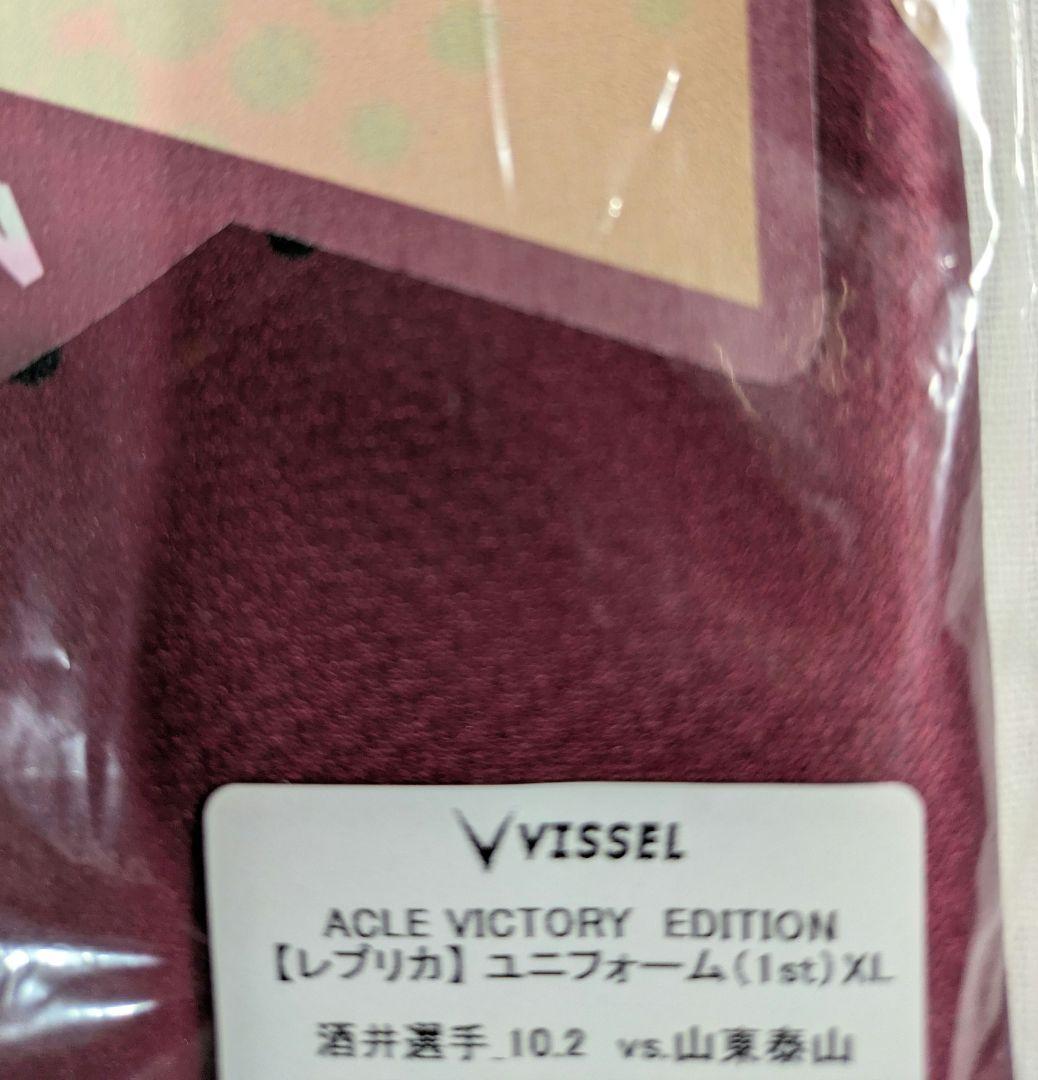 VISSEL
ACLE VICTORY EDITION
【レプリカ】ユニフォーム(1st)XL
酒井選手_10.2 vs.山東泰山